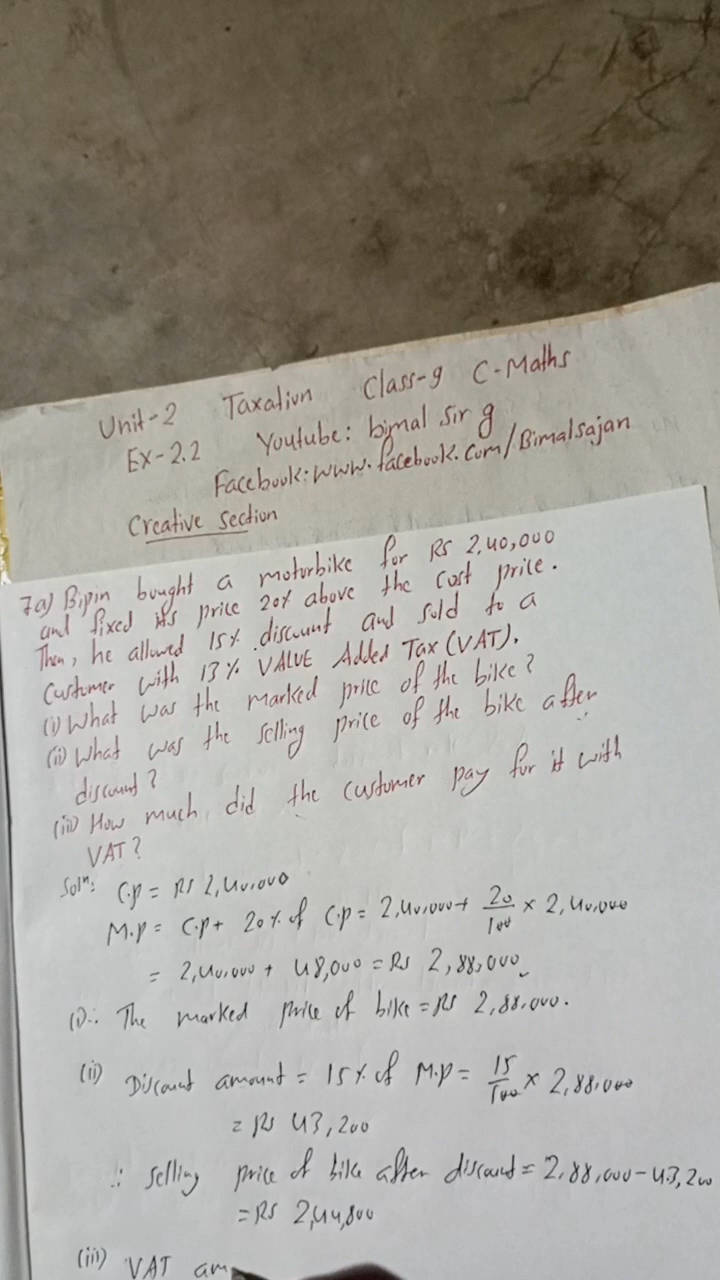 Unit-2 Taxation Class-9 C-Maths
Ex-2.2 Youtube: bimal sir g
Facebook: www.facebook.com/Bimalsajan
Creative section
7a) Bipin bought a motorbike for RS 2,40,000
and fixed its price 20% above the cost price.
Then, he allowed 15% discount and sold to a
Customer with 13% VALUE Added Tax (VAT).
(i) What was the marked price of the bike?
(ii) What was the selling price of the bike after
discount?
(iii) How much did the customer pay for it with
VAT?
Solⁿ: C.P = RS 2,40,000
M.P = C.P + 20% of C.P = 2,40,000 + 20/100 × 2,40,000
= 2,40,000 + 48,000 = Rs 2,88,000
(i) ∴ The marked price of bike = RS 2,88,000.
(ii) Discount amount = 15% of M.P = 15/100 × 2,88,000
= RS 43,200
∴ Selling price of bike after discount = 2,88,000 - 43,200
= RS 2,44,800
(iii) VAT am